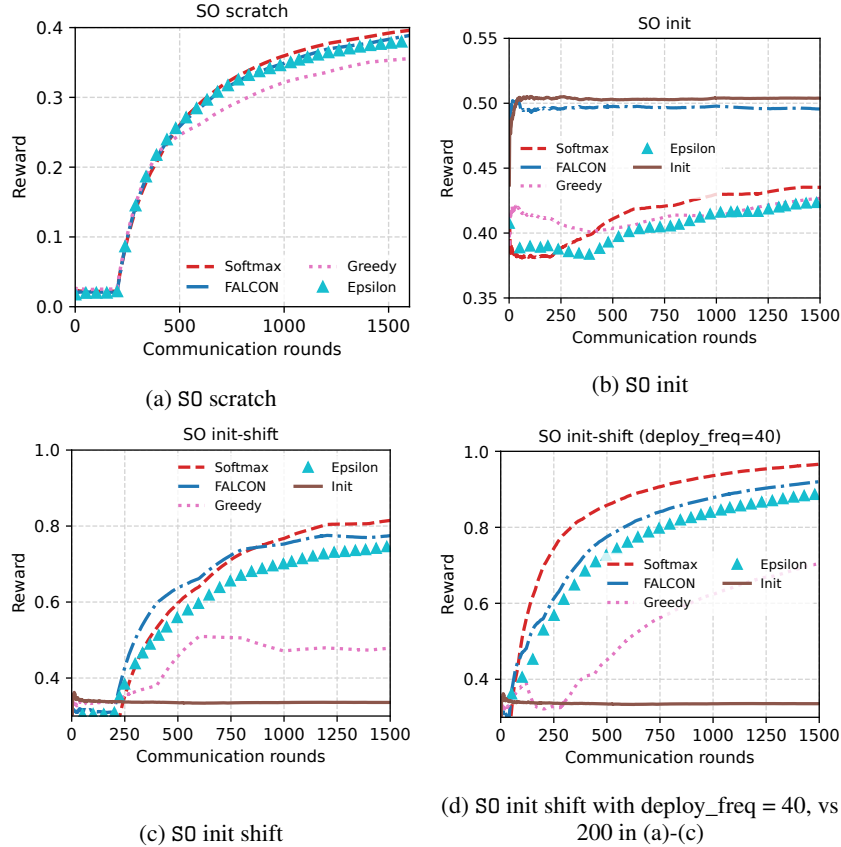 SO scratch
0.4
0.3
0.2
0.1
0.0
Reward
Softmax
FALCON
Greedy
Epsilon
0
500
1000
1500
Communication rounds
(a) SO scratch
SO init
0.55
0.50
0.45
0.40
0.35
Reward
Softmax
FALCON
Greedy
Epsilon
Init
0
250
500
750
1000
1250
1500
Communication rounds
(b) SO init
SO init-shift
1.0
0.8
0.6
0.4
Reward
Softmax
FALCON
Greedy
Epsilon
Init
0
250
500
750
1000
1250
1500
Communication rounds
(c) SO init shift
SO init-shift (deploy_freq=40)
1.0
0.8
0.6
0.4
Reward
Softmax
FALCON
Greedy
Epsilon
Init
0
250
500
750
1000
1250
1500
Communication rounds
(d) SO init shift with deploy_freq = 40, vs
200 in (a)-(c)